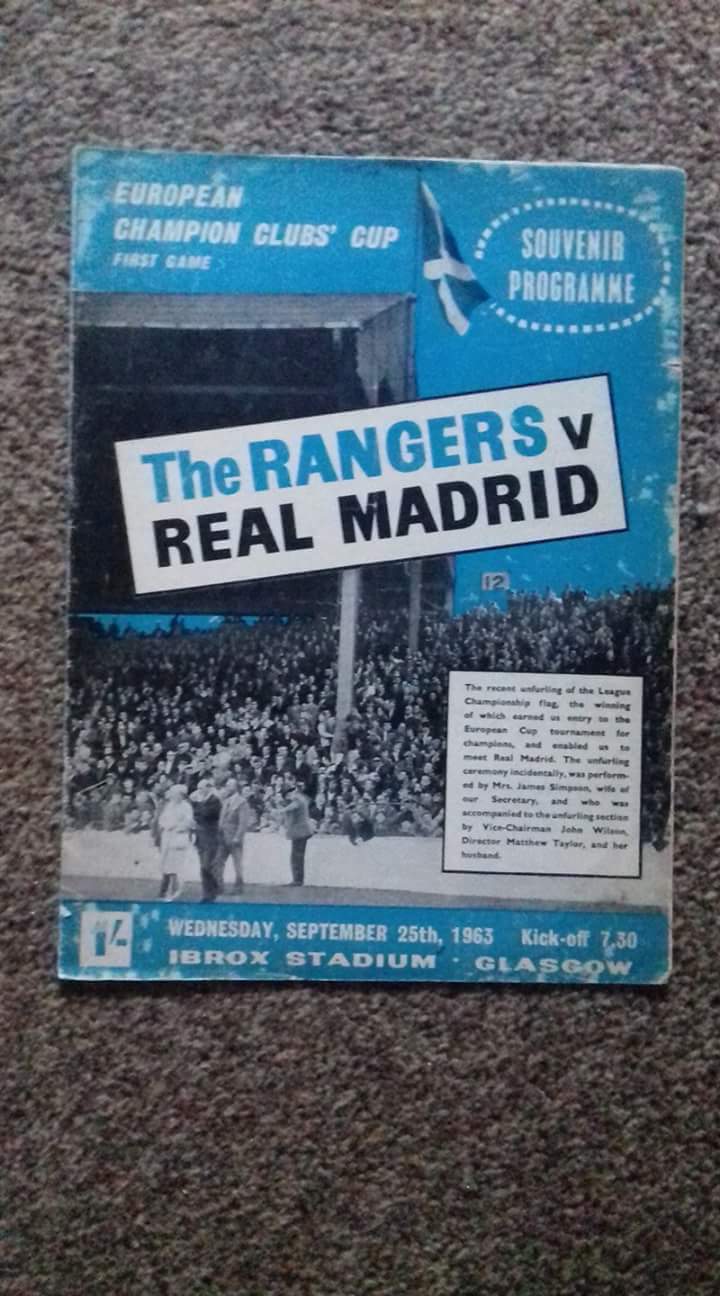 EUROPEAN
CHAMPION CLUBS' CUP
FIRST GAME
SOUVENIR
PROGRAMME
The RANGERS v
REAL MADRID
12
The recent unfurling of the League
Championship flag, the winning
of which earned us entry to the
European Cup tournament for
champions, and enabled us to
meet Real Madrid. The unfurling
ceremony incidentally, was perform-
ed by Mrs. James Simpson, wife of
our Secretary, and who was
accompanied to the unfurling section
by Vice-Chairman John Wilson,
Director Matthew Taylor, and her
husband.
1/-
WEDNESDAY, SEPTEMBER 25th, 1963 Kick-off 7.30
IBROX STADIUM · GLASGOW